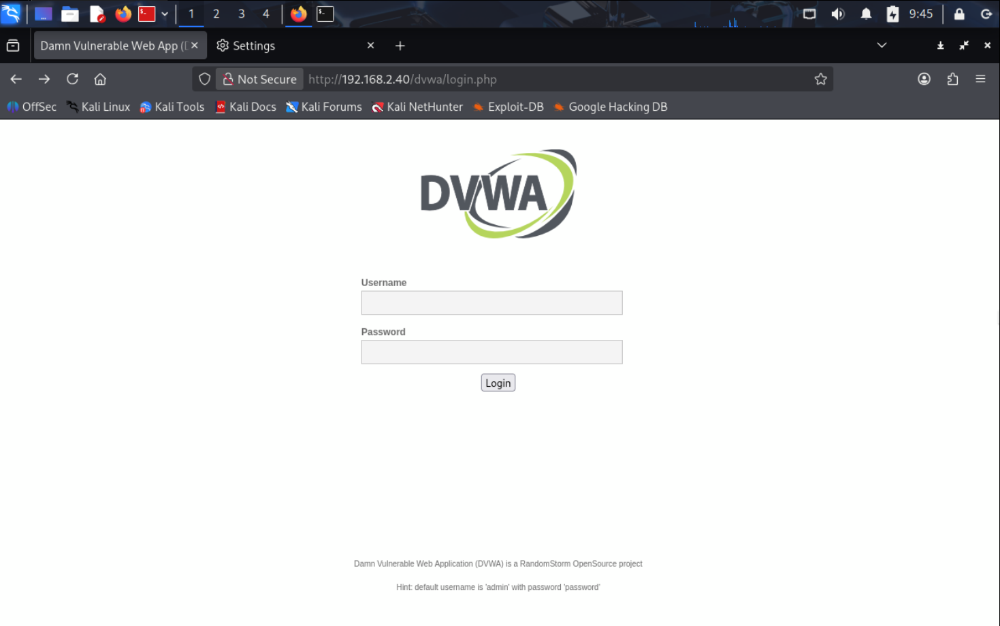 1 2 3 4 9:45
Damn Vulnerable Web App (D Settings
Not Secure http://192.168.2.40/dvwa/login.php
OffSec Kali Linux Kali Tools Kali Docs Kali Forums Kali NetHunter Exploit-DB Google Hacking DB
DVWA
Username
Password
Login
Damn Vulnerable Web Application (DVWA) is a RandomStorm OpenSource project
Hint: default username is 'admin' with password 'password'